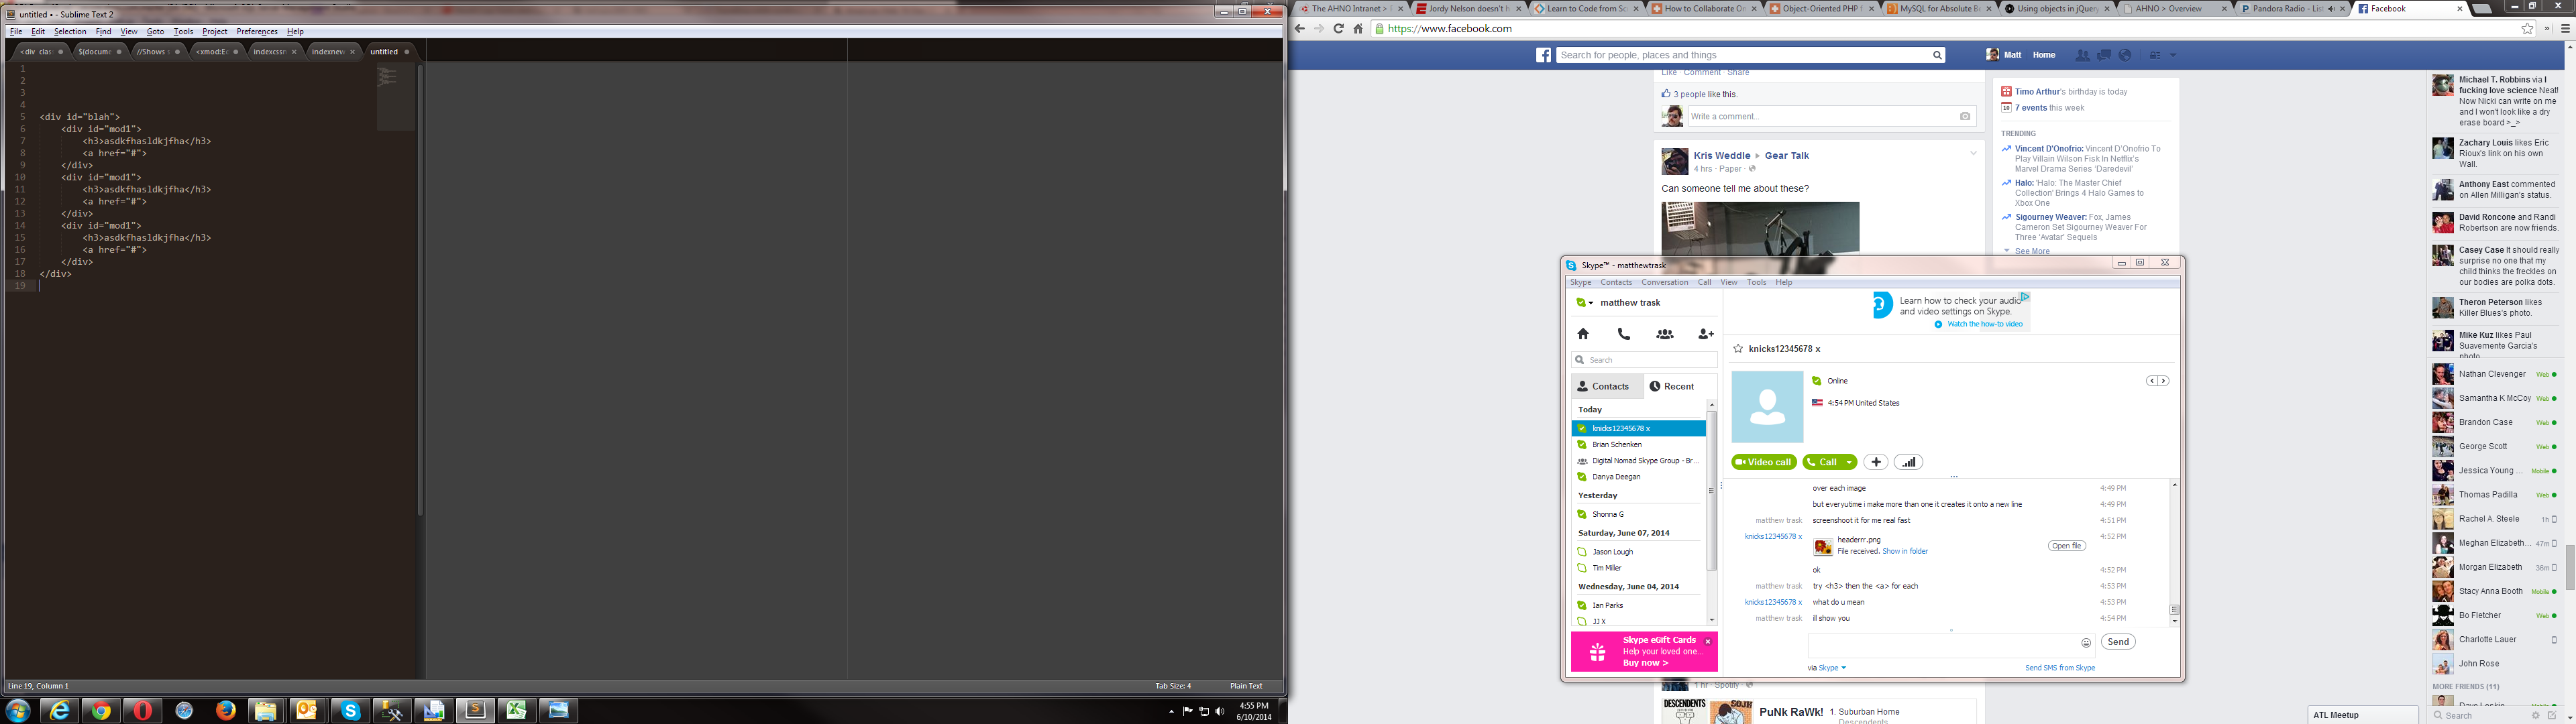 untitled • - Sublime Text 2
File Edit Selection Find View Goto Tools Project Preferences Help
<div clas
$(docume
//Shows s
<xmod:Ec
indexcssn
indexnew
untitled
1
2
3
4
5 <div id="blah">
6 <div id="mod1">
7 <h3>asdkfhasldkjfha</h3>
8 <a href="#">
9 </div>
10 <div id="mod1">
11 <h3>asdkfhasldkjfha</h3>
12 <a href="#">
13 </div>
14 <div id="mod1">
15 <h3>asdkfhasldkjfha</h3>
16 <a href="#">
17 </div>
18 </div>
19
Line 19, Column 1
Tab Size: 4
Plain Text
4:55 PM
6/10/2014
The AHNO Intranet > F
Jordy Nelson doesn't h
Learn to Code from Sc
How to Collaborate On
Object-Oriented PHP f
MySQL for Absolute Be
Using objects in jQuery
AHNO > Overview
Pandora Radio - List
Facebook
https://www.facebook.com
Search for people, places and things
Matt
Home
Like · Comment · Share
3 people like this.
Write a comment...
Kris Weddle ▸ Gear Talk
4 hrs · Paper ·
Can someone tell me about these?
Timo Arthur's birthday is today
7 events this week
TRENDING
Vincent D'Onofrio: Vincent D'Onofrio To
Play Villain Wilson Fisk In Netflix's
Marvel Drama Series 'Daredevil'
Halo: 'Halo: The Master Chief
Collection' Brings 4 Halo Games to
Xbox One
Sigourney Weaver: Fox, James
Cameron Set Sigourney Weaver For
Three 'Avatar' Sequels
See More
Skype™ - matthewtrask
Skype Contacts Conversation Call View Tools Help
matthew trask
Search
Contacts
Recent
Today
knicks12345678 x
Brian Schenken
Digital Nomad Skype Group - Br...
Danya Deegan
Yesterday
Shonna G
Saturday, June 07, 2014
Jason Lough
Tim Miller
Wednesday, June 04, 2014
Ian Parks
JJ X
Skype eGift Cards
Help your loved one...
Buy now >
Learn how to check your audio
and video settings on Skype.
Watch the how-to video
knicks12345678 x
Online
4:54 PM United States
Video call
Call
over each image 4:49 PM
but everyutime i make more than one it creates it onto a new line 4:49 PM
matthew trask screenshoot it for me real fast 4:51 PM
knicks12345678 x headerrr.png 4:52 PM
File received. Show in folder
Open file
ok 4:52 PM
matthew trask try <h3> then the <a> for each 4:53 PM
knicks12345678 x what do u mean 4:53 PM
matthew trask ill show you 4:54 PM
Send
via Skype
Send SMS from Skype
1 hr · Spotify ·
DESCENDENTS
PuNk RaWk!
1. Suburban Home
Descendents
Michael T. Robbins via I
fucking love science Neat!
Now Nicki can write on me
and I won't look like a dry
erase board >_>
Zachary Louis likes Eric
Rioux's link on his own
Wall.
Anthony East commented
on Allen Milligan's status.
David Roncone and Randi
Robertson are now friends.
Casey Case It should really
surprise no one that my
child thinks the freckles on
our bodies are polka dots.
Theron Peterson likes
Killer Blues's photo.
Mike Kuz likes Paul
Suavemente Garcia's
photo.
Nathan Clevenger Web
Samantha K McCoy Web
Brandon Case Web
George Scott Web
Jessica Young ... Mobile
Thomas Padilla Web
Rachel A. Steele 1h
Meghan Elizabeth... 47m
Morgan Elizabeth 36m
Stacy Anna Booth Mobile
Bo Fletcher Web
Charlotte Lauer
John Rose
MORE FRIENDS (11)
ATL Meetup
Search